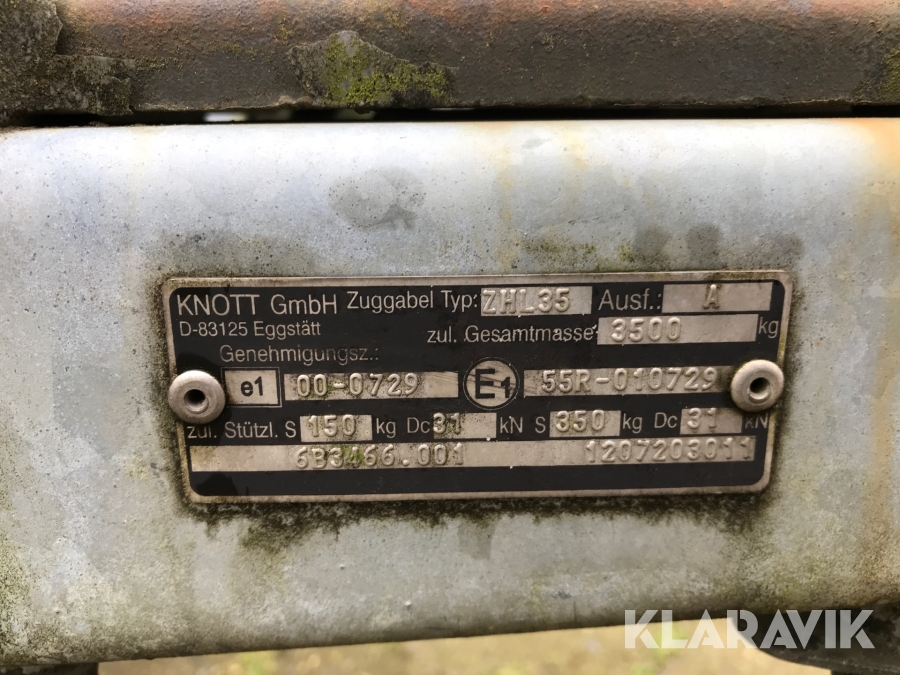 KNOTT GmbH Zuggabel Typ: ZHL35 Ausf.: A
D-83125 Eggstätt zul. Gesamtmasse 3500 kg
Genehmigungsz.:
e1 00-0729 E1 55R-010729
zul. Stützl. S 150 kg Dc 31 kN S 350 kg Dc 31 kN
6B3466.001 1207203011
KLARAVIK